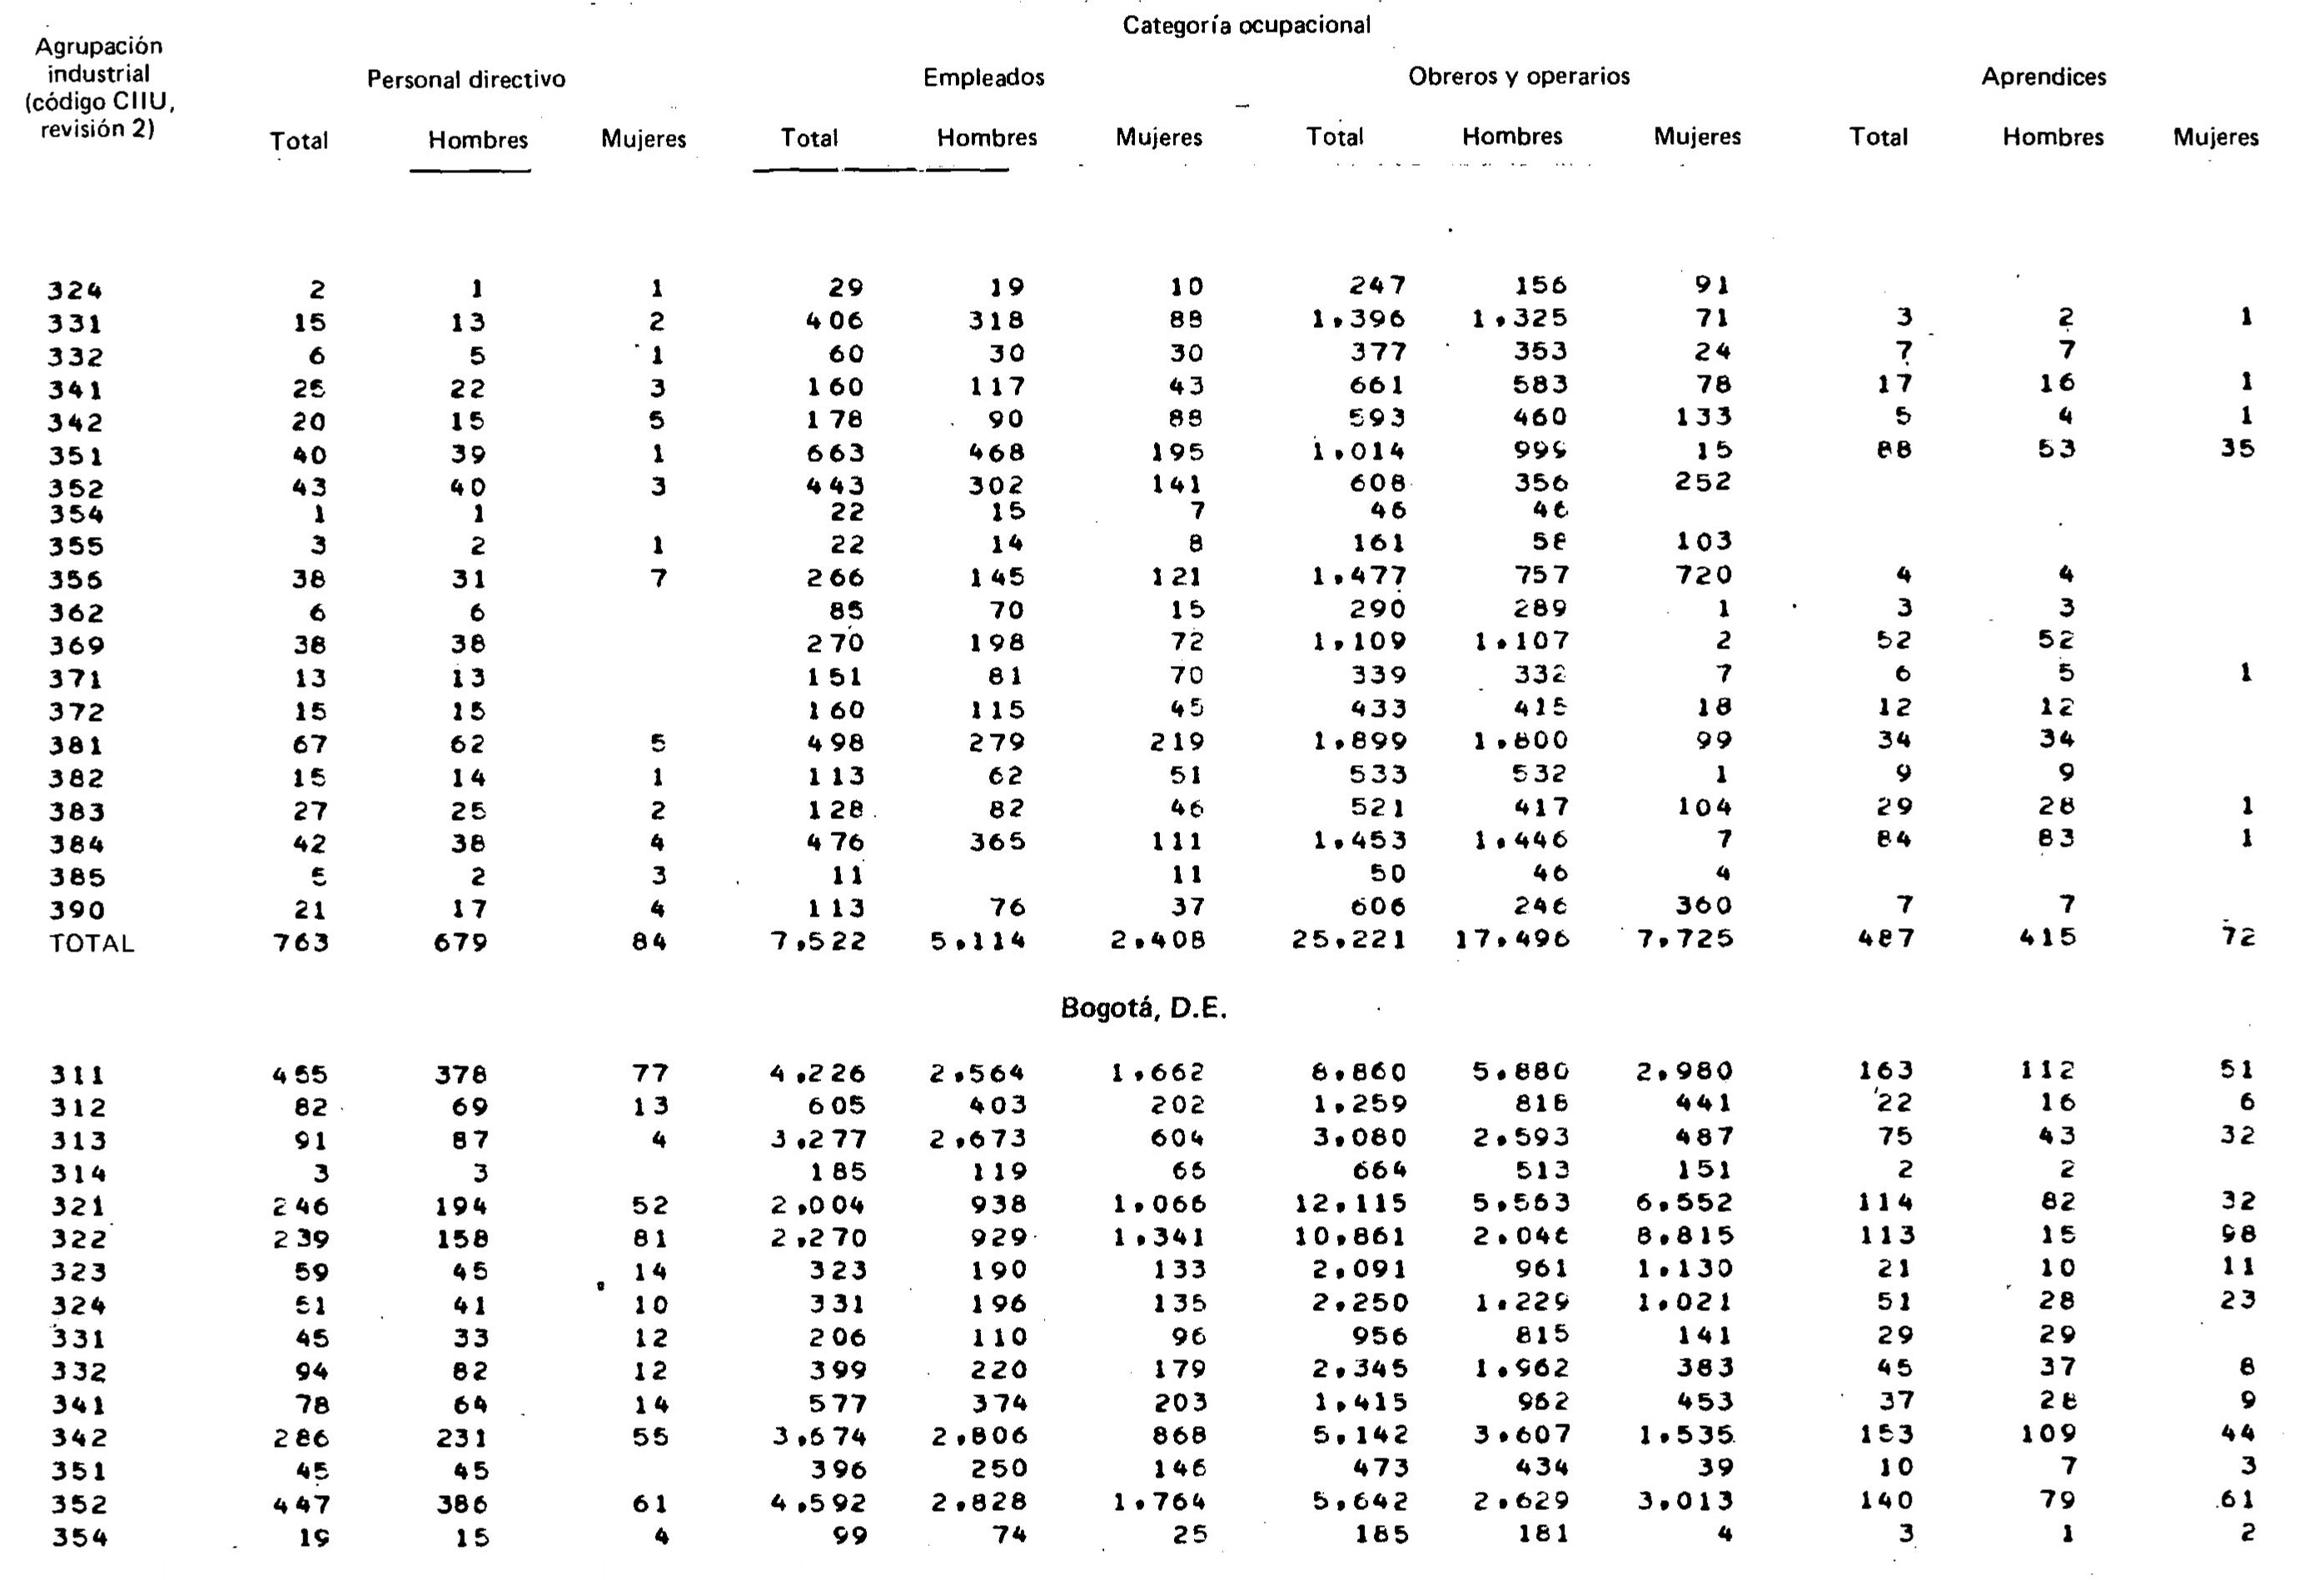 Categoría ocupacional
Agrupación
industrial
(código CIIU,
revisión 2)
Personal directivo Empleados Obreros y operarios Aprendices
Total Hombres Mujeres Total Hombres Mujeres Total Hombres Mujeres Total Hombres Mujeres
324 2 1 1 29 19 10 247 156 91
331 15 13 2 406 318 88 1.396 1.325 71 3 2 1
332 6 5 1 60 30 30 377 353 24 7 7
341 25 22 3 160 117 43 661 583 78 17 16 1
342 20 15 5 178 90 88 593 460 133 5 4 1
351 40 39 1 663 468 195 1.014 999 15 88 53 35
352 43 40 3 443 302 141 608 356 252
354 1 1 22 15 7 46 46
355 3 2 1 22 14 8 161 58 103
356 38 31 7 266 145 121 1.477 757 720 4 4
362 6 6 85 70 15 290 289 1 3 3
369 38 38 270 198 72 1.109 1.107 2 52 52
371 13 13 151 81 70 339 332 7 6 5 1
372 15 15 160 115 45 433 415 18 12 12
381 67 62 5 498 279 219 1.899 1.800 99 34 34
382 15 14 1 113 62 51 533 532 1 9 9
383 27 25 2 128 82 46 521 417 104 29 28 1
384 42 38 4 476 365 111 1.453 1.446 7 84 83 1
385 5 2 3 11 11 50 46 4
390 21 17 4 113 76 37 606 246 360 7 7
TOTAL 763 679 84 7.522 5.114 2.408 25.221 17.496 7.725 487 415 72
Bogotá, D.E.
311 455 378 77 4.226 2.564 1.662 8.860 5.880 2.980 163 112 51
312 82 69 13 605 403 202 1.259 818 441 22 16 6
313 91 87 4 3.277 2.673 604 3.080 2.593 487 75 43 32
314 3 3 185 119 66 664 513 151 2 2
321 246 194 52 2.004 938 1.066 12.115 5.563 6.552 114 82 32
322 239 158 81 2.270 929 1.341 10.861 2.046 8.815 113 15 98
323 59 45 14 323 190 133 2.091 961 1.130 21 10 11
324 51 41 10 331 196 135 2.250 1.229 1.021 51 28 23
331 45 33 12 206 110 96 956 815 141 29 29
332 94 82 12 399 220 179 2.345 1.962 383 45 37 8
341 78 64 14 577 374 203 1.415 962 453 37 28 9
342 286 231 55 3.674 2.806 868 5.142 3.607 1.535 153 109 44
351 45 45 396 250 146 473 434 39 10 7 3
352 447 386 61 4.592 2.828 1.764 5.642 2.629 3.013 140 79 61
354 19 15 4 99 74 25 185 181 4 3 1 2